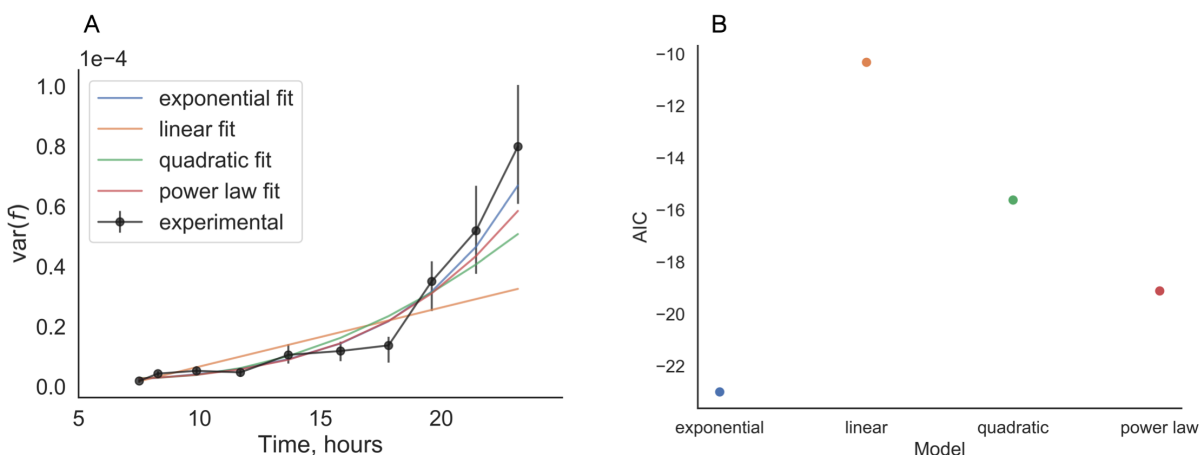 A
1e−4
1.0
0.8
0.6
0.4
0.2
0.0
var(f)
5
10
15
20
Time, hours
exponential fit
linear fit
quadratic fit
power law fit
experimental
B
−10
−12
−14
−16
−18
−20
−22
AIC
exponential
linear
quadratic
power law
Model